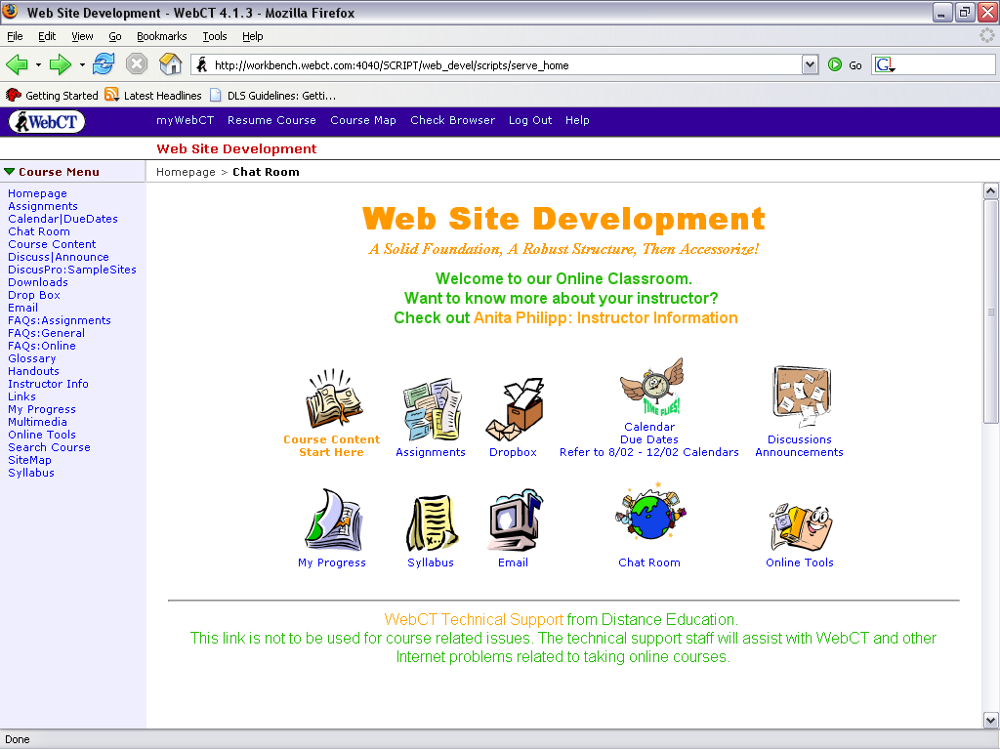 Web Site Development - WebCT 4.1.3 - Mozilla Firefox
File Edit View Go Bookmarks Tools Help
http://workbench.webct.com:4040/SCRIPT/web_devel/scripts/serve_home
Go
G
Getting Started Latest Headlines DLS Guidelines: Getti...
WebCT
myWebCT Resume Course Course Map Check Browser Log Out Help
Web Site Development
Course Menu
Homepage > Chat Room
Homepage
Assignments
Calendar|DueDates
Chat Room
Course Content
Discuss|Announce
DiscusPro:SampleSites
Downloads
Drop Box
Email
FAQs:Assignments
FAQs:General
FAQs:Online
Glossary
Handouts
Instructor Info
Links
My Progress
Multimedia
Online Tools
Search Course
SiteMap
Syllabus
Web Site Development
A Solid Foundation, A Robust Structure, Then Accessorize!
Welcome to our Online Classroom.
Want to know more about your instructor?
Check out Anita Philipp: Instructor Information
Course Content
Start Here
Assignments
Dropbox
TIME FLIES!
Calendar
Due Dates
Refer to 8/02 - 12/02 Calendars
Discussions
Announcements
My Progress
Syllabus
Email
Chat Room
Online Tools
WebCT Technical Support from Distance Education.
This link is not to be used for course related issues. The technical support staff will assist with WebCT and other
Internet problems related to taking online courses.
Done